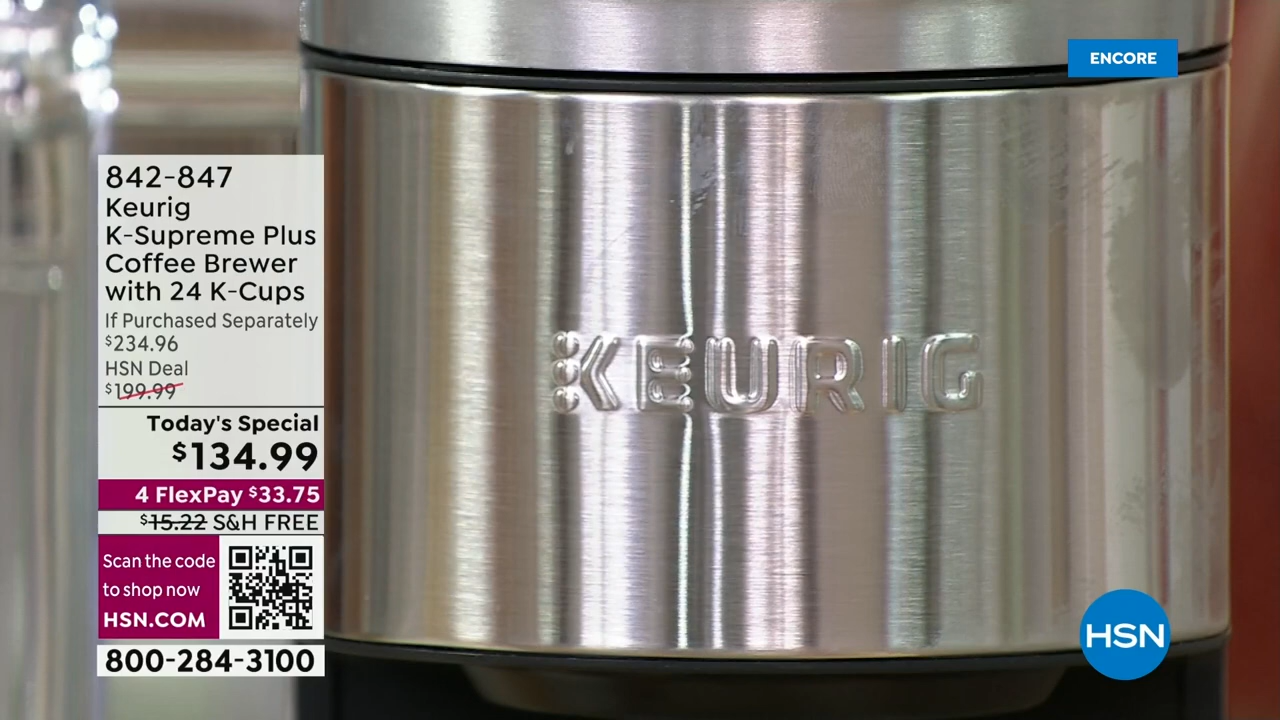 ENCORE
842-847
Keurig
K-Supreme Plus
Coffee Brewer
with 24 K-Cups
If Purchased Separately
$234.96
HSN Deal
$199.99
Today's Special
$134.99
4 FlexPay $33.75
$15.22 S&H FREE
Scan the code
to shop now
HSN.COM
800-284-3100
KEURIG
HSN